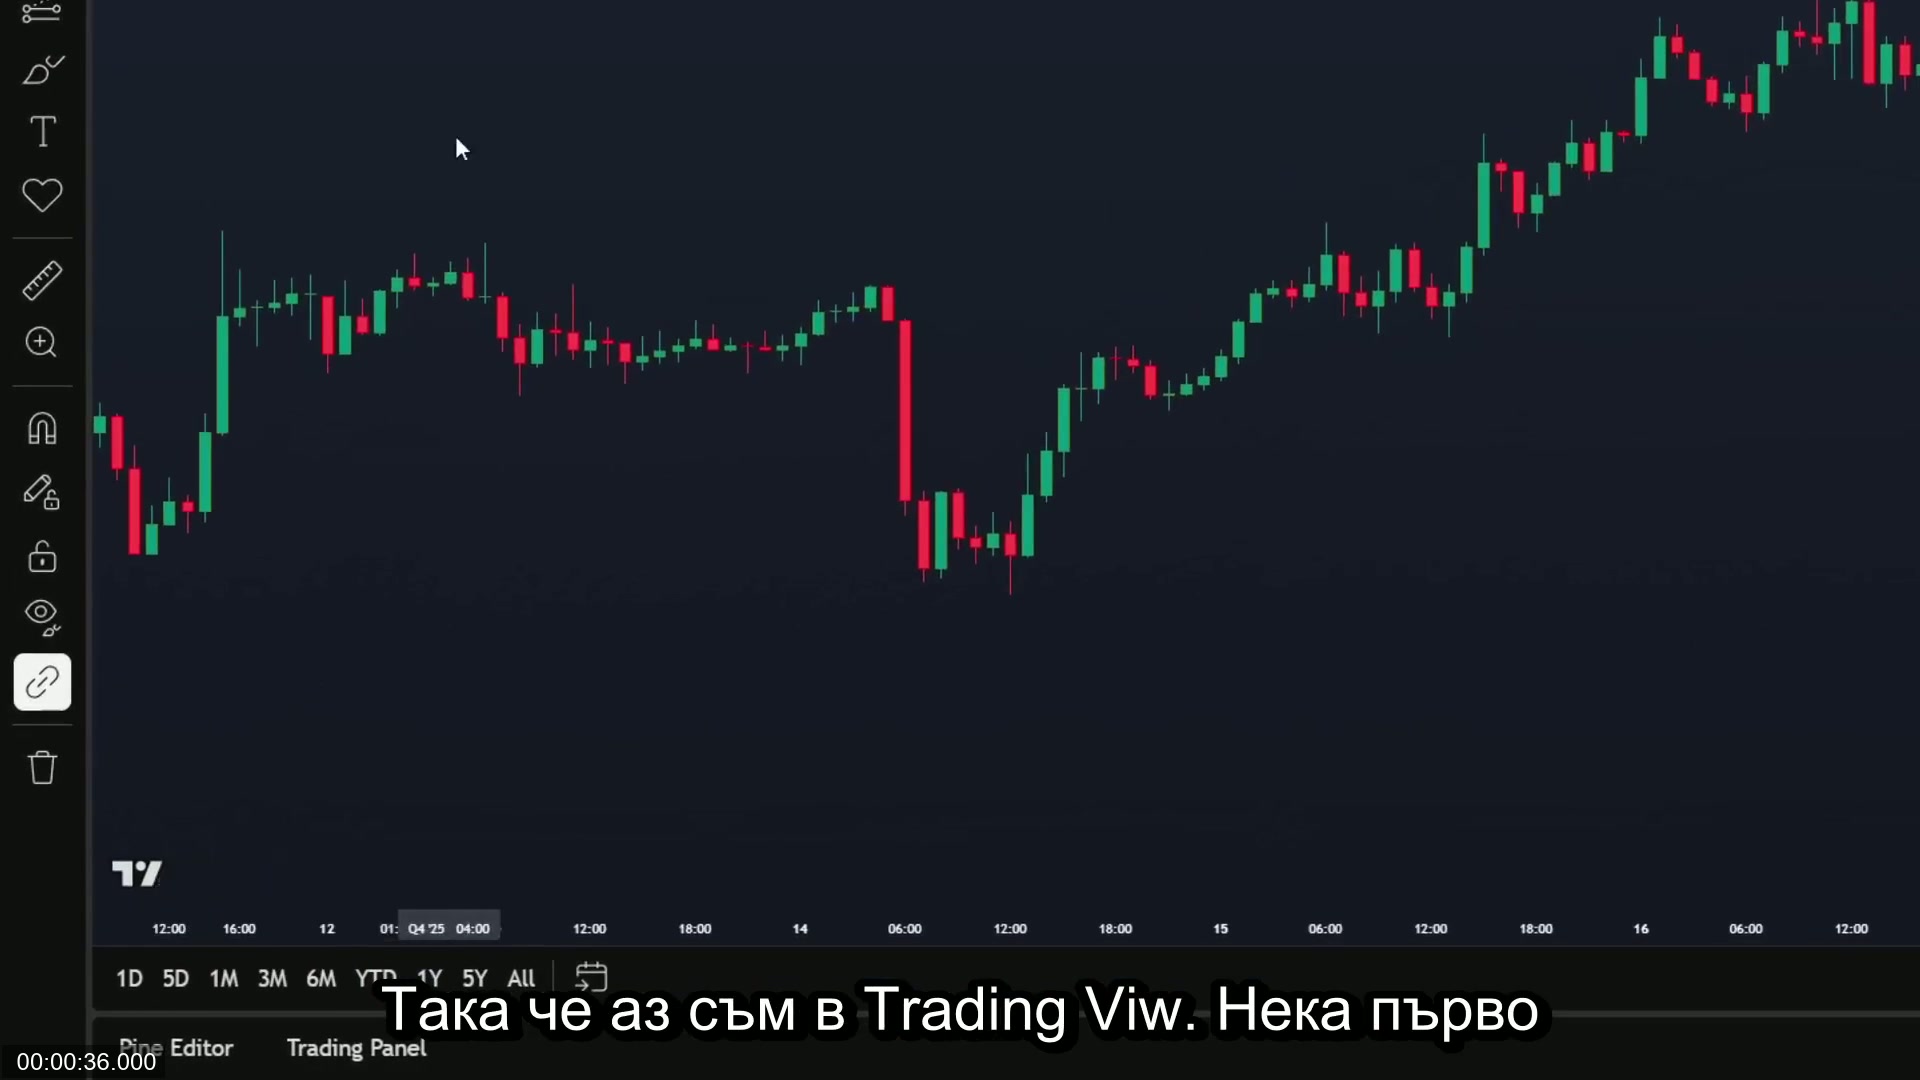 12:00 16:00 12 01: Q4 '25 04:00 12:00 18:00 14 06:00 12:00 18:00 15 06:00 12:00 18:00 16 06:00 12:00
1D 5D 1M 3M 6M YTD 1Y 5Y All
Така че аз съм в Trading Viw. Нека първо
Pine Editor Trading Panel
00:00:36.000